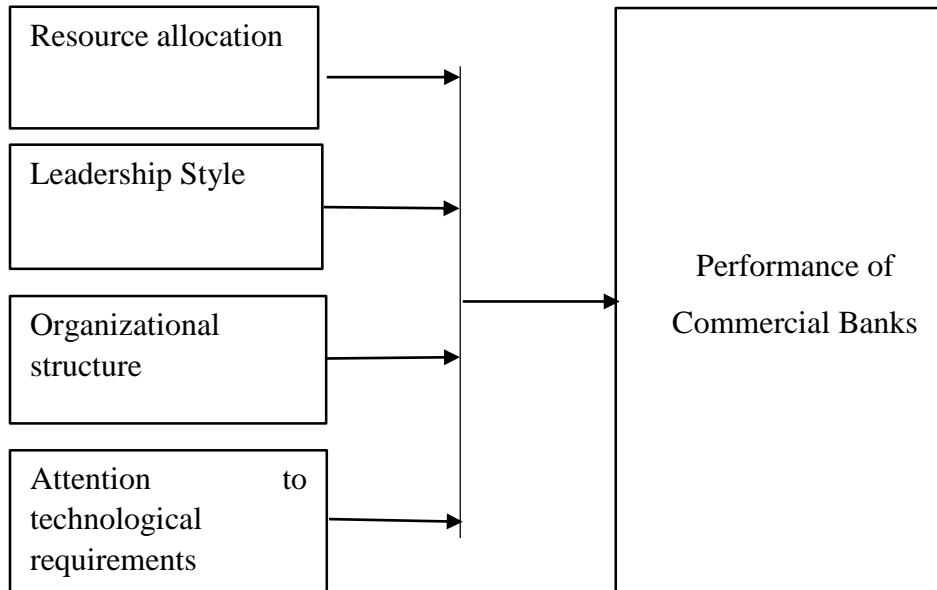 Resource allocation
Leadership Style
Organizational
structure
Attention to
technological
requirements
Performance of
Commercial Banks